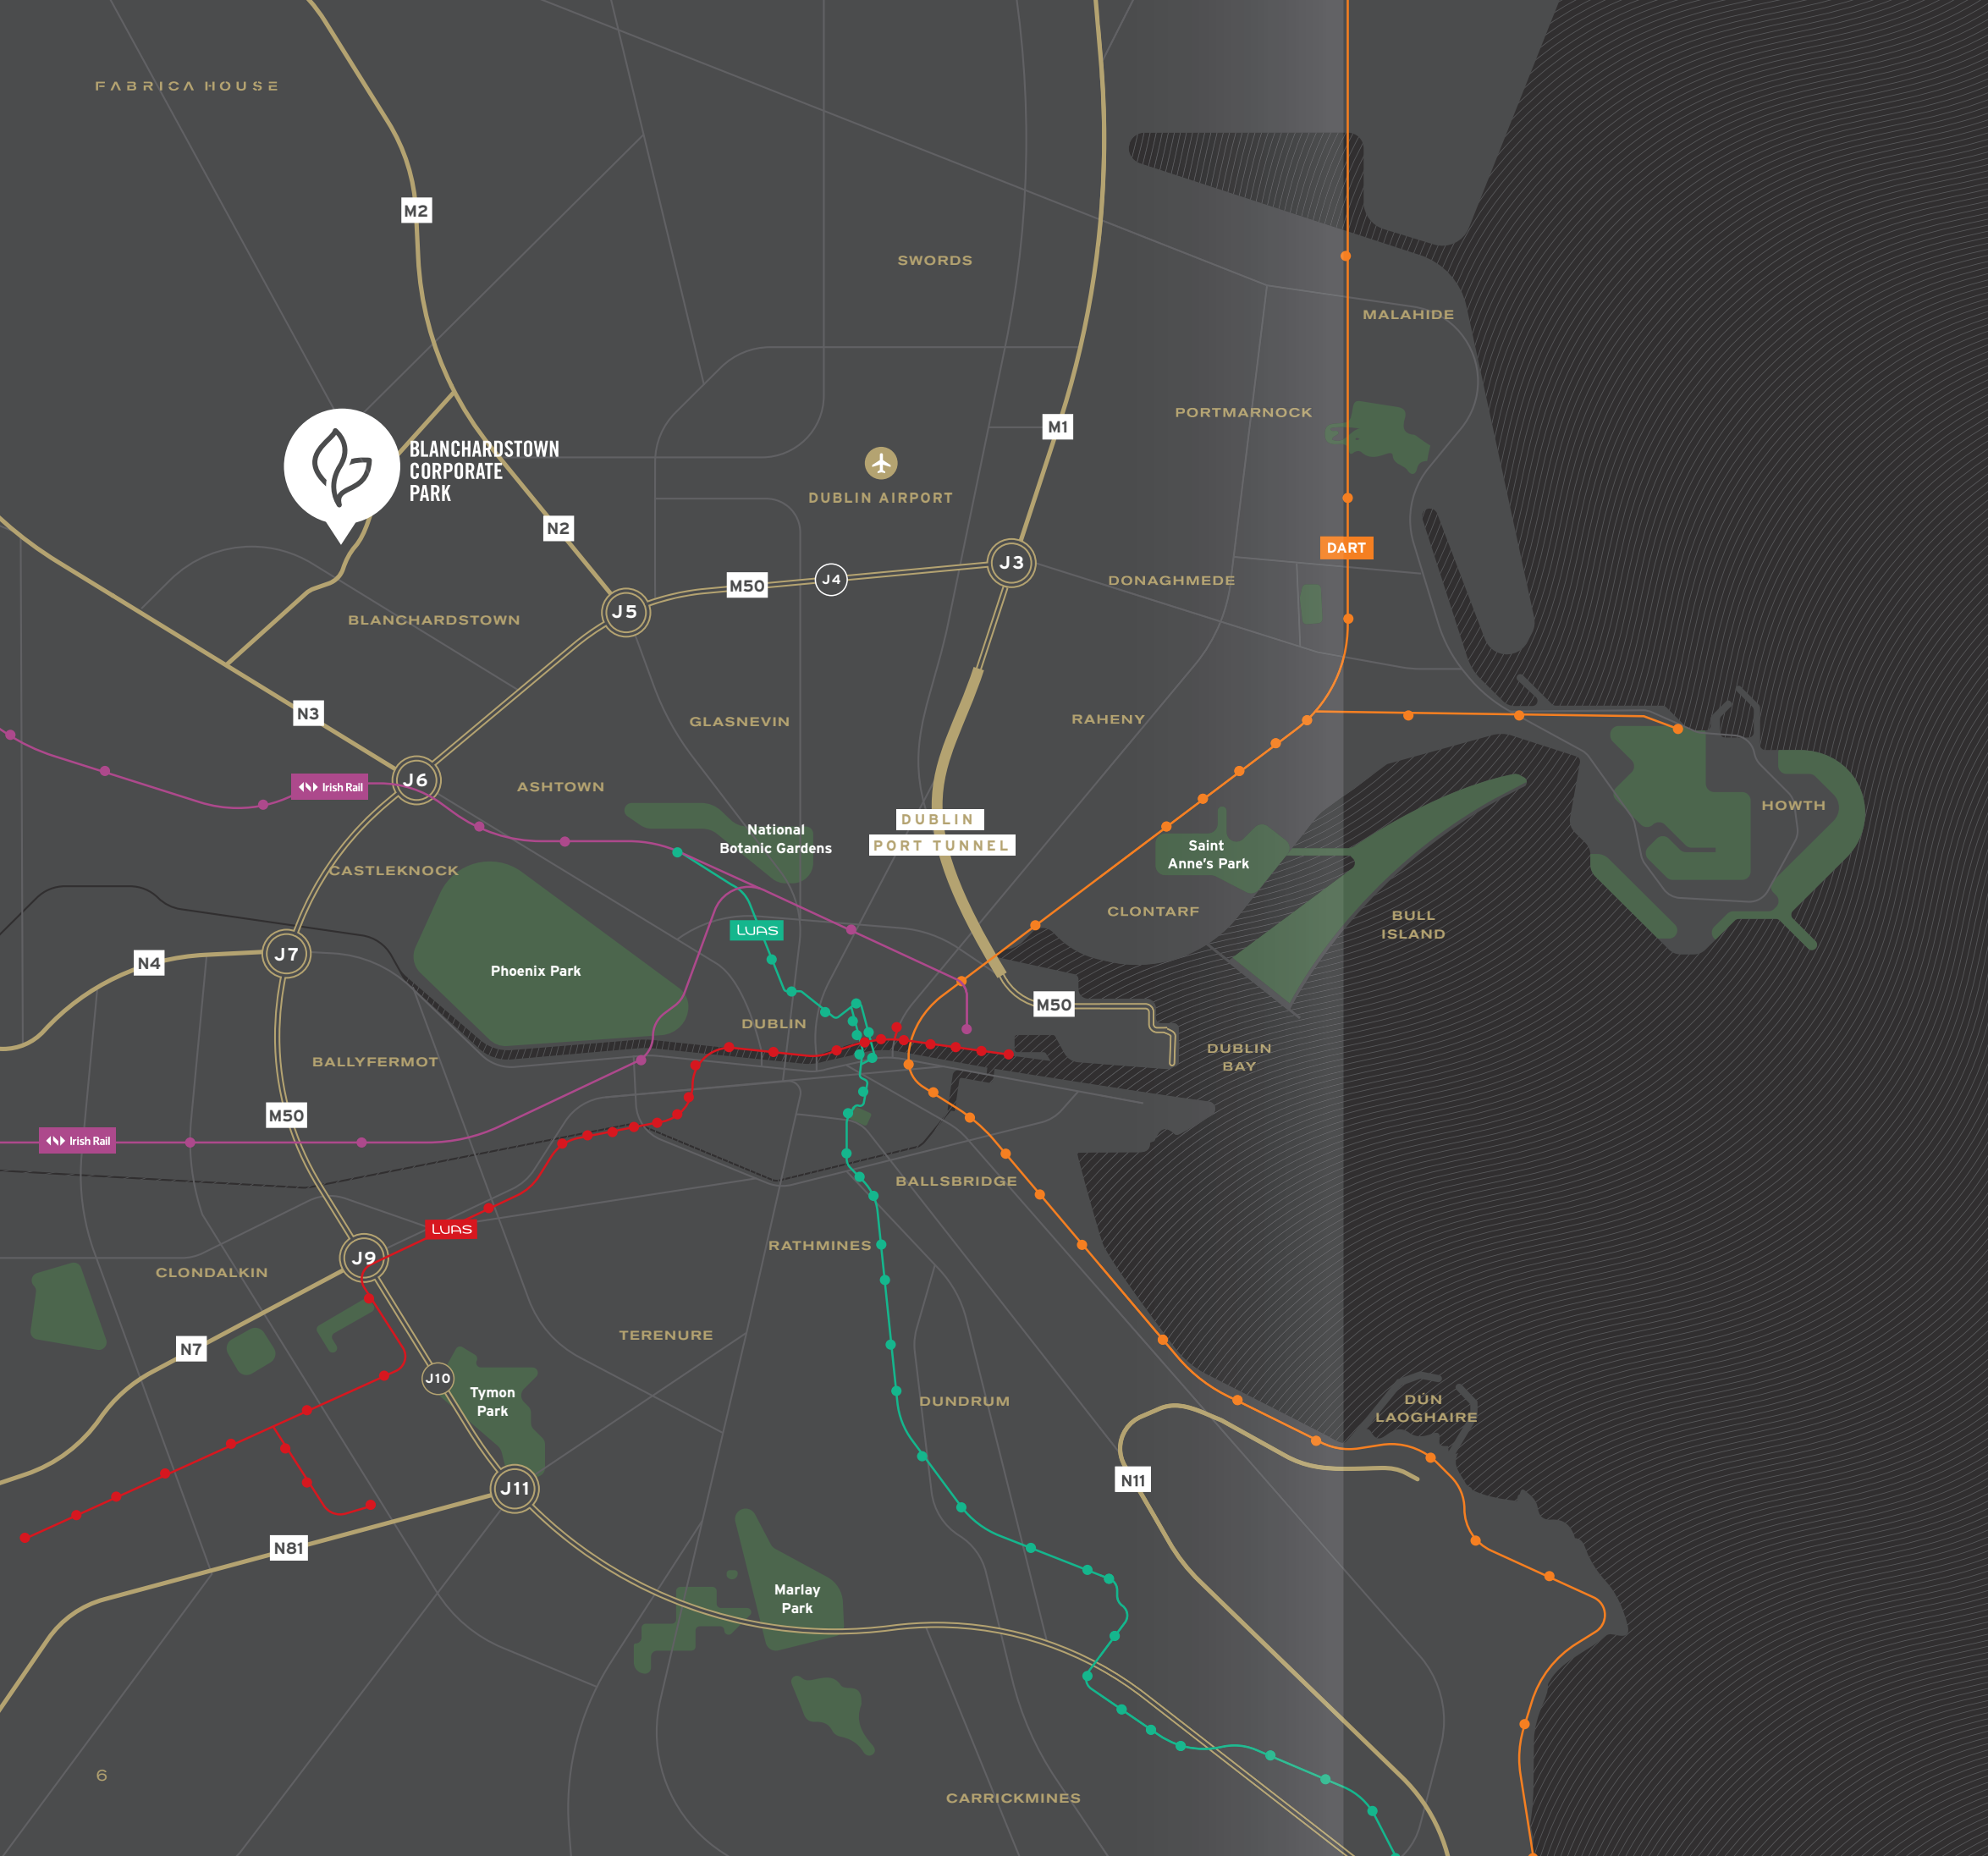 FABRICA HOUSE
M2
SWORDS
MALAHIDE
PORTMARNOCK
M1
BLANCHARDSTOWN
CORPORATE
PARK
DUBLIN AIRPORT
N2
DART
J3
J4
M50
DONAGHMEDE
J5
BLANCHARDSTOWN
N3
GLASNEVIN
RAHENY
J6
Irish Rail
ASHTOWN
HOWTH
DUBLIN
PORT TUNNEL
National
Botanic Gardens
Saint
Anne's Park
CASTLEKNOCK
CLONTARF
BULL
ISLAND
LUAS
J7
N4
Phoenix Park
M50
DUBLIN
DUBLIN
BAY
BALLYFERMOT
M50
Irish Rail
BALLSBRIDGE
LUAS
RATHMINES
J9
CLONDALKIN
TERENURE
N7
J10
Tymon
Park
DUNDRUM
DÚN
LAOGHAIRE
N11
J11
N81
Marlay
Park
6
CARRICKMINES